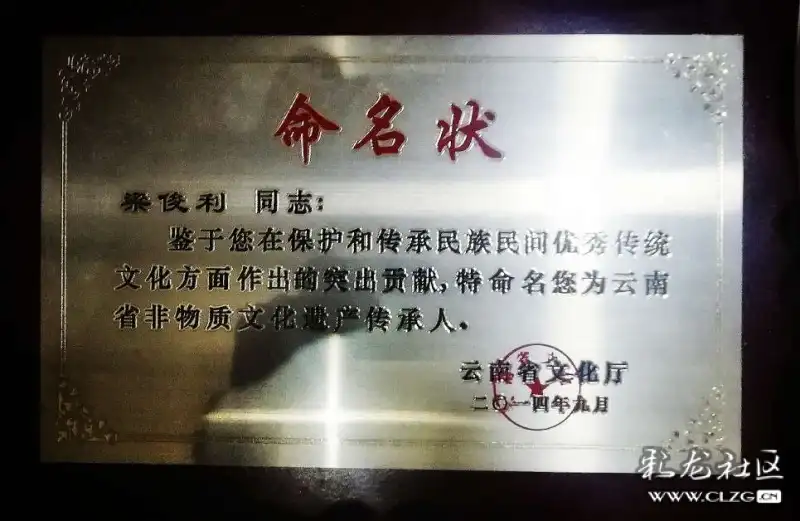 命名状
梁俊利 同志:
鉴于您在保护和传承民族民间优秀传统
文化方面作出的突出贡献,特命名您为云南
省非物质文化遗产传承人。
云南省文化厅
二〇一四年九月
彩龙社区
WWW.CLZG.CN